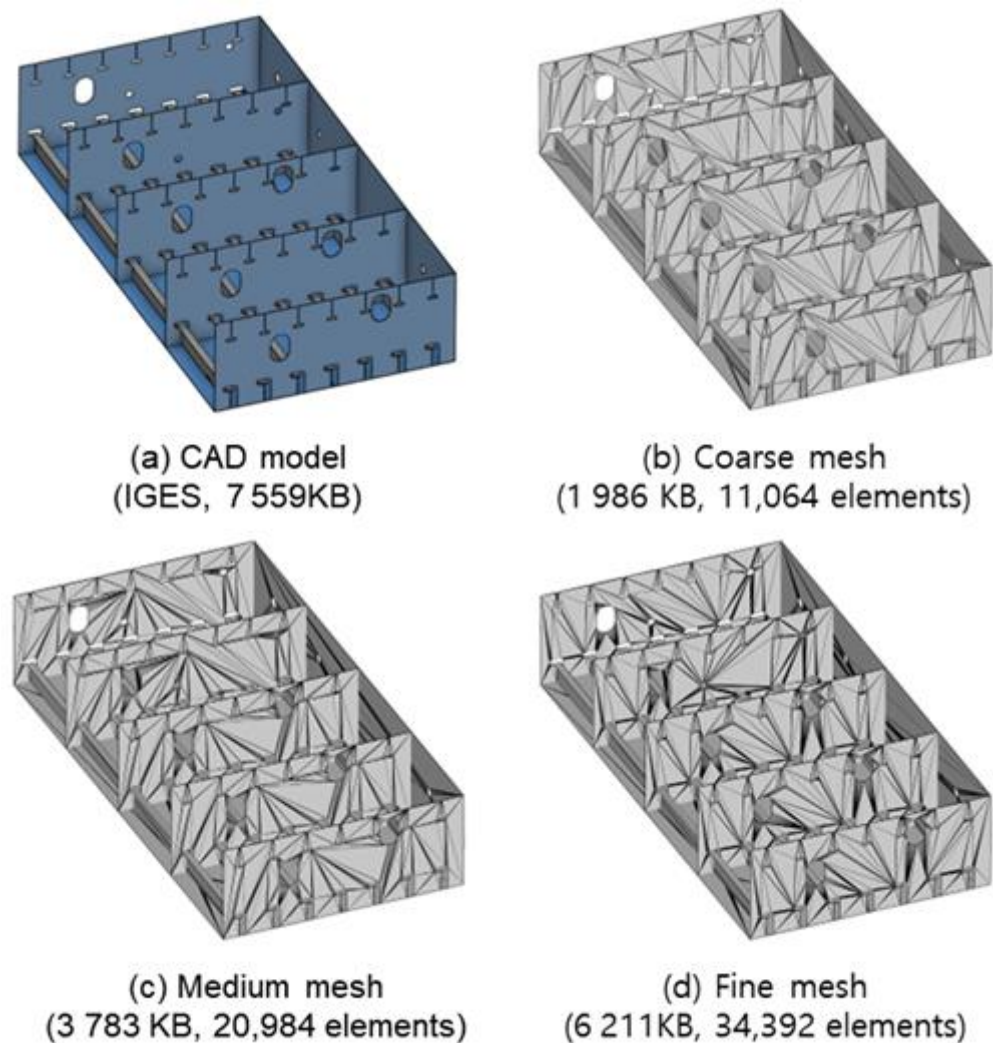 (a) CAD model
(IGES, 7 559KB)
(b) Coarse mesh
(1 986 KB, 11,064 elements)
(c) Medium mesh
(3 783 KB, 20,984 elements)
(d) Fine mesh
(6 211KB, 34,392 elements)